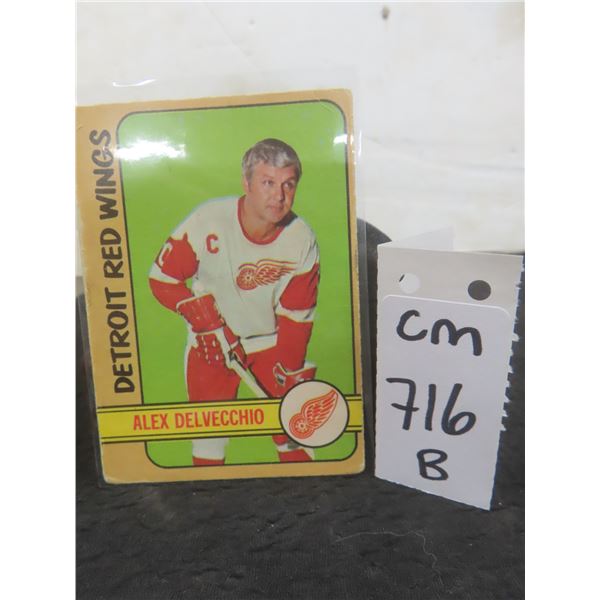 DETROIT RED WINGS
C
ALEX DELVECCHIO
CM
716
B